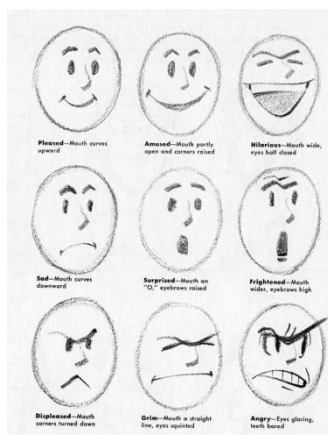 Pleased—Mouth curves
upward
Amused—Mouth partly
open and corners raised
Hilarious—Mouth wide,
eyes half closed
Sad—Mouth curves
downward
Surprised—Mouth an
"O," eyebrows raised
Frightened—Mouth
wider, eyebrows high
Displeased—Mouth
corners turned down
Grim—Mouth a straight
line, eyes squinted
Angry—Eyes glaring,
teeth bared